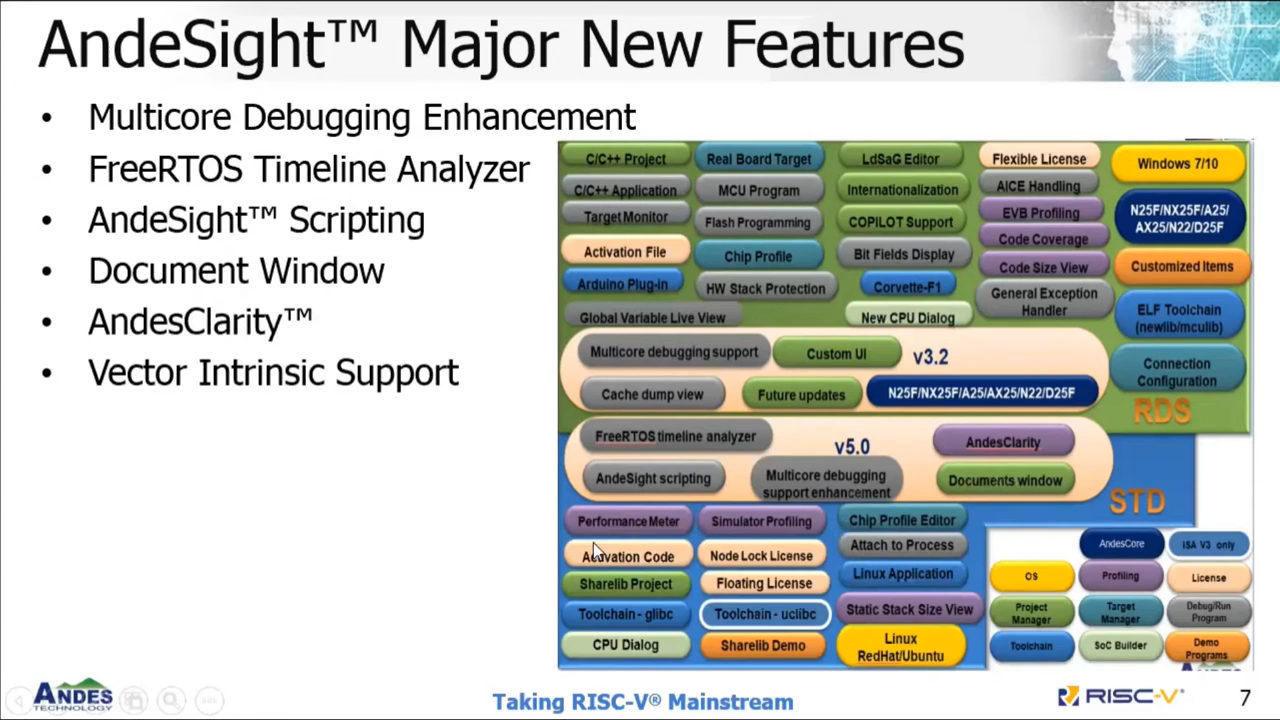 AndeSight™ Major New Features
• Multicore Debugging Enhancement
• FreeRTOS Timeline Analyzer
• AndeSight™ Scripting
• Document Window
• AndesClarity™
• Vector Intrinsic Support
C/C++ Project
Real Board Target
LdSaG Editor
Flexible License
Windows 7/10
C/C++ Application
MCU Program
Internationalization
AICE Handling
Target Monitor
Flash Programming
COPILOT Support
EVB Profiling
N25F/NX25F/A25/
AX25/N22/D25F
Activation File
Chip Profile
Bit Fields Display
Code Coverage
Customized Items
Arduino Plug-in
HW Stack Protection
Corvette-F1
Code Size View
General Exception
Handler
ELF Toolchain
(newlib/mculib)
Global Variable Live View
New CPU Dialog
Multicore debugging support
Custom UI
v3.2
Connection
Configuration
Cache dump view
Future updates
N25F/NX25F/A25/AX25/N22/D25F
RDS
FreeRTOS timeline analyzer
v5.0
AndesClarity
AndeSight scripting
Multicore debugging
support enhancement
Documents window
STD
Performance Meter
Simulator Profiling
Chip Profile Editor
Activation Code
Node Lock License
Attach to Process
Sharelib Project
Floating License
Linux Application
Toolchain - glibc
Toolchain - uclibc
Static Stack Size View
CPU Dialog
Sharelib Demo
Linux
RedHat/Ubuntu
AndesCore
ISA V3 only
OS
Profiling
License
Project
Manager
Target
Manager
Debug/Run
Program
Toolchain
SoC Builder
Demo
Programs
ANDES
TECHNOLOGY
Taking RISC-V® Mainstream
RISC-V®
7